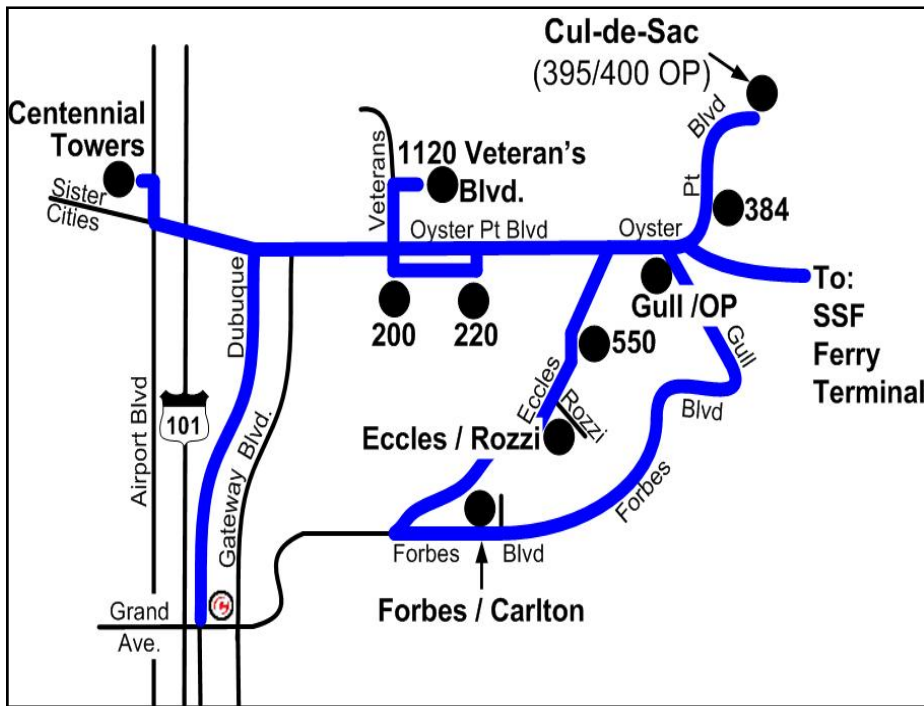 Cul-de-Sac
(395/400 OP)
Centennial
Towers
Sister
Cities
Veterans
1120 Veteran's
Blvd.
Blvd
Pt
384
Oyster Pt Blvd
Oyster
To:
SSF
Ferry
Terminal
Gull /OP
200
220
550
Gull
Dubuque
Eccles
Rozzi
Blvd
Airport Blvd
101
Gateway Blvd.
Eccles / Rozzi
Forbes
Forbes
Blvd
Grand
Ave.
Forbes / Carlton